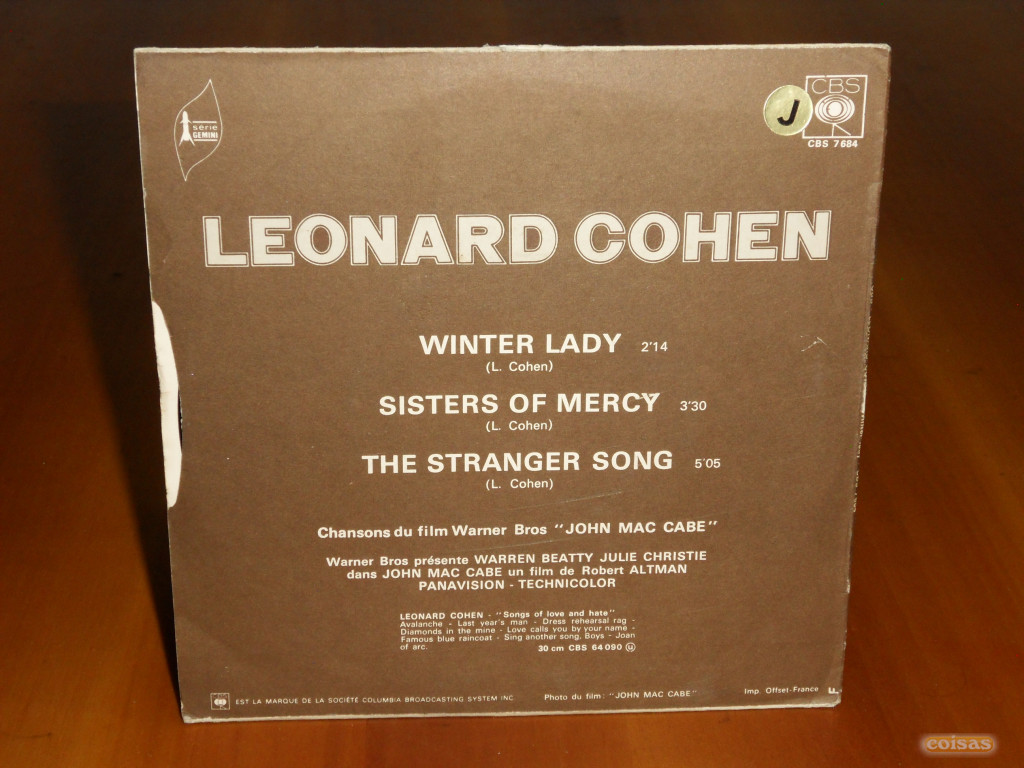 série
GEMINI
J
CBS
CBS 7684
LEONARD COHEN
WINTER LADY 2'14
(L. Cohen)
SISTERS OF MERCY 3'30
(L. Cohen)
THE STRANGER SONG 5'05
(L. Cohen)
Chansons du film Warner Bros "JOHN MAC CABE"
Warner Bros présente WARREN BEATTY JULIE CHRISTIE
dans JOHN MAC CABE un film de Robert ALTMAN
PANAVISION - TECHNICOLOR
LEONARD COHEN - "Songs of love and hate"
Avalanche - Last year's man - Dress rehearsal rag -
Diamonds in the mine - Love calls you by your name -
Famous blue raincoat - Sing another song, Boys - Joan
of arc. 30 cm CBS 64 090 U
EST LA MARQUE DE LA SOCIÉTÉ COLUMBIA BROADCASTING SYSTEM INC. Photo du film : "JOHN MAC CABE" Imp. Offset-France
coisas